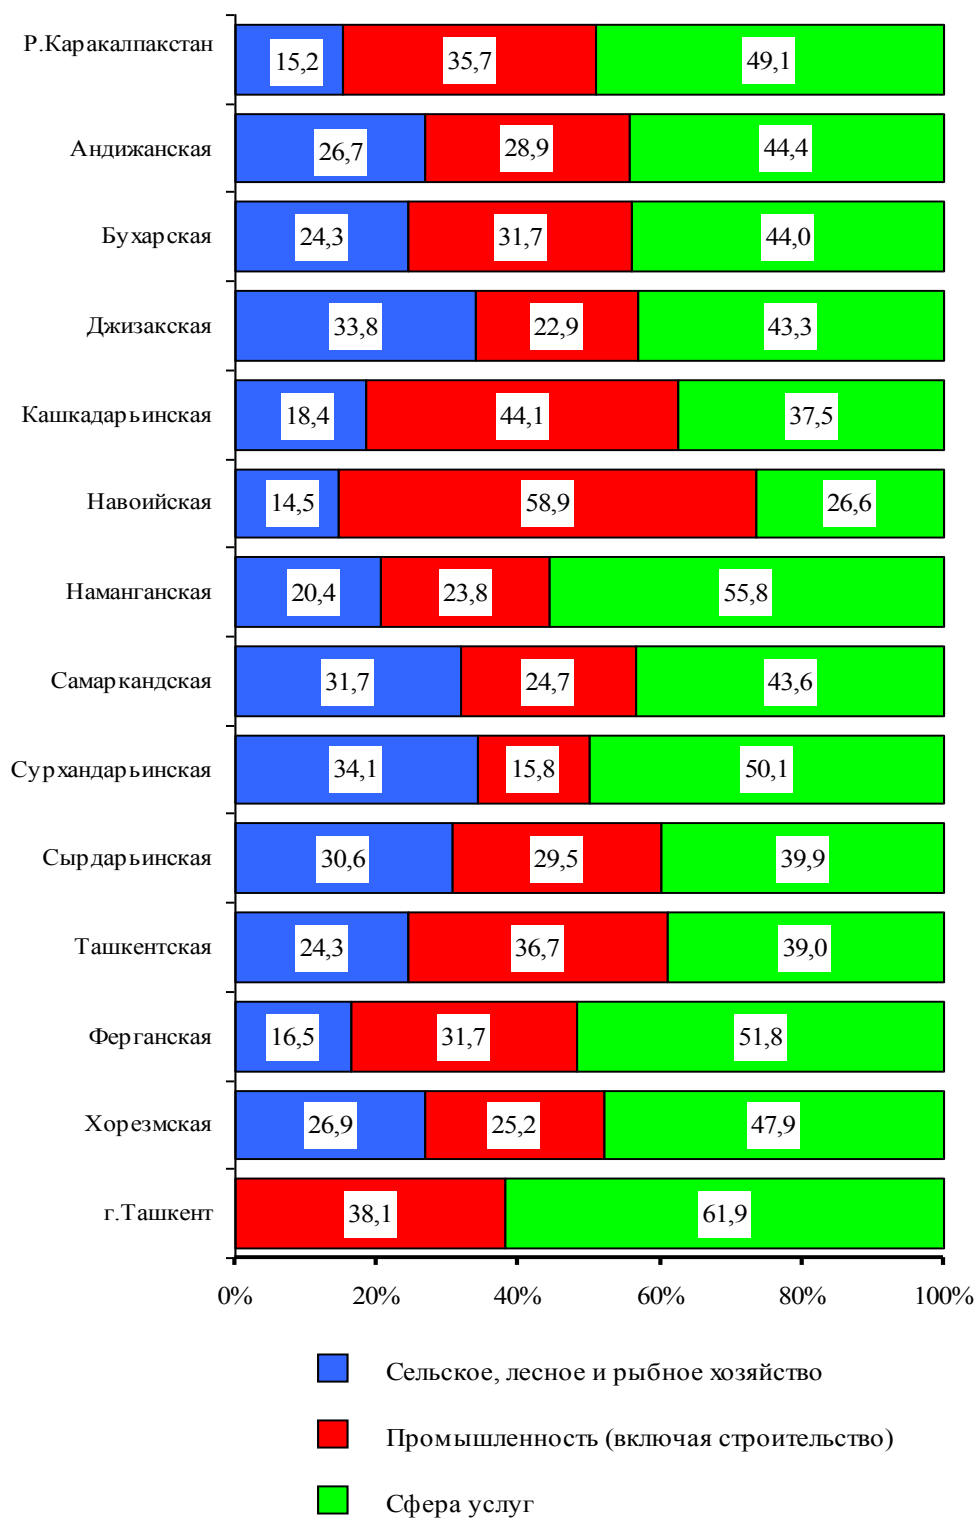 Р.Каракалпакстан 15,2 35,7 49,1
Андижанская 26,7 28,9 44,4
Бухарская 24,3 31,7 44,0
Джизакская 33,8 22,9 43,3
Кашкадарьинская 18,4 44,1 37,5
Навоийская 14,5 58,9 26,6
Наманганская 20,4 23,8 55,8
Самаркандская 31,7 24,7 43,6
Сурхандарьинская 34,1 15,8 50,1
Сырдарьинская 30,6 29,5 39,9
Ташкентская 24,3 36,7 39,0
Ферганская 16,5 31,7 51,8
Хорезмская 26,9 25,2 47,9
г.Ташкент 38,1 61,9
0% 20% 40% 60% 80% 100%
Сельское, лесное и рыбное хозяйство
Промышленность (включая строительство)
Сфера услуг